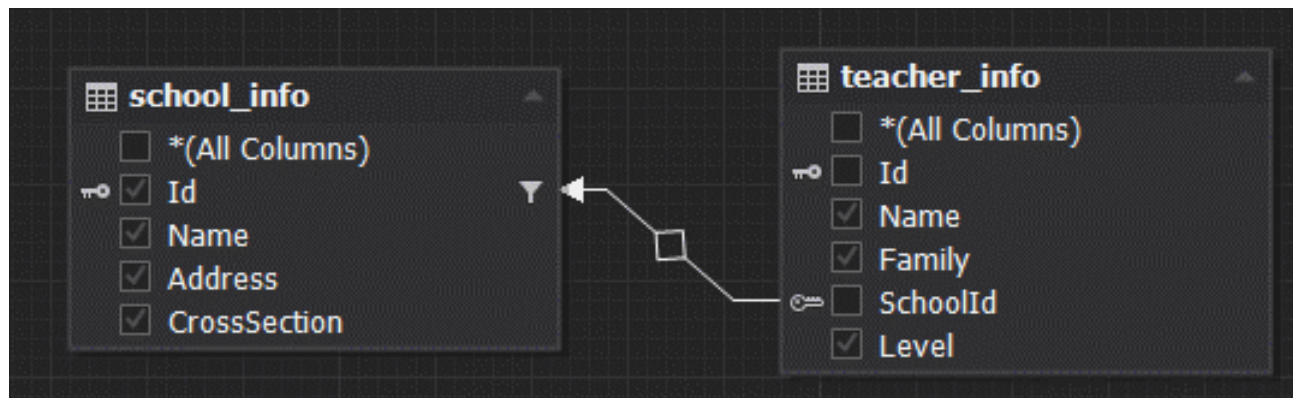 school_info
*(All Columns)
Id
Name
Address
CrossSection
teacher_info
*(All Columns)
Id
Name
Family
SchoolId
Level